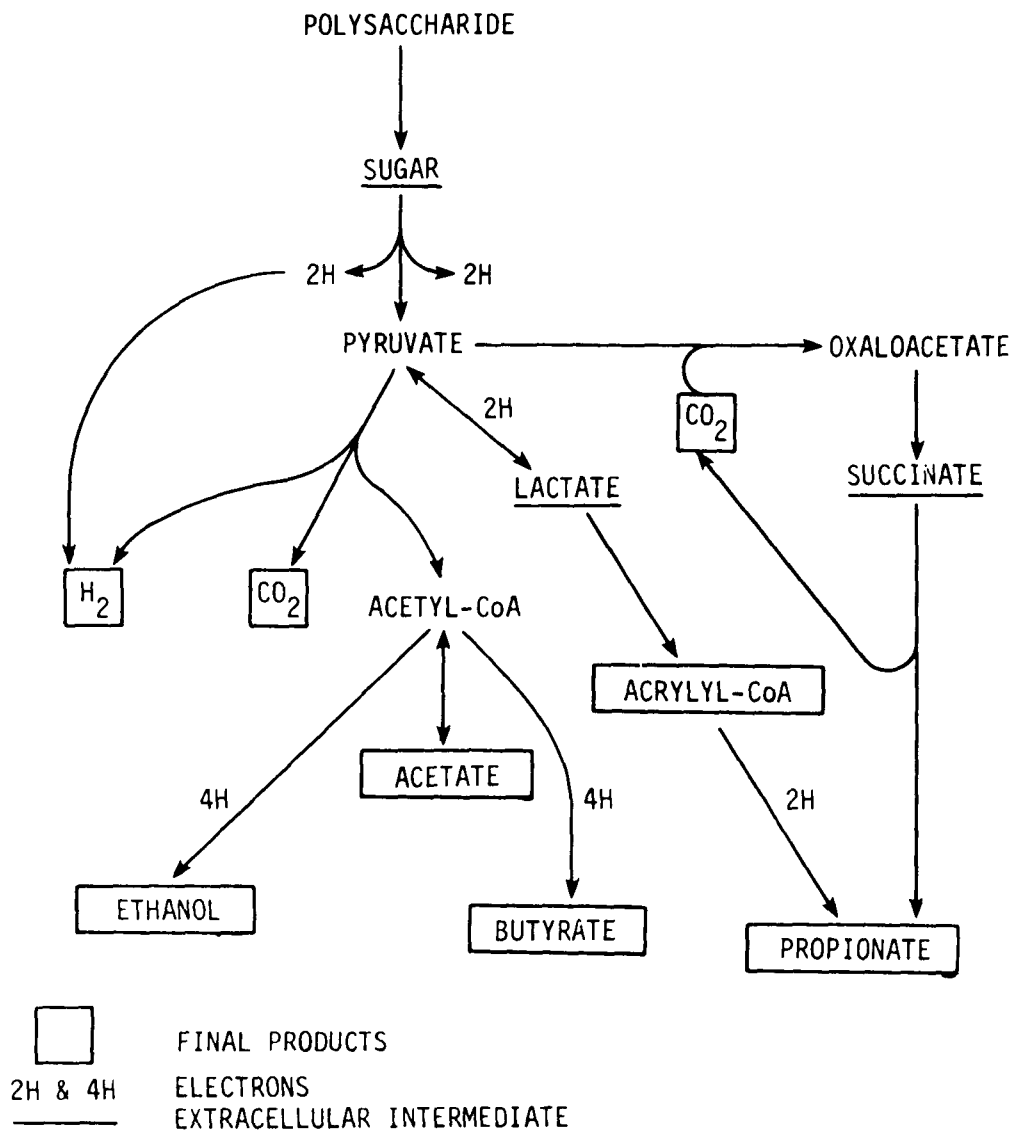 POLYSACCHARIDE
SUGAR
2H 2H
PYRUVATE OXALOACETATE
2H
CO2
LACTATE SUCCINATE
H2 CO2 ACETYL-CoA
ACRYLYL-CoA
ACETATE
4H 4H 2H
ETHANOL
BUTYRATE
PROPIONATE
FINAL PRODUCTS
2H & 4H ELECTRONS
EXTRACELLULAR INTERMEDIATE